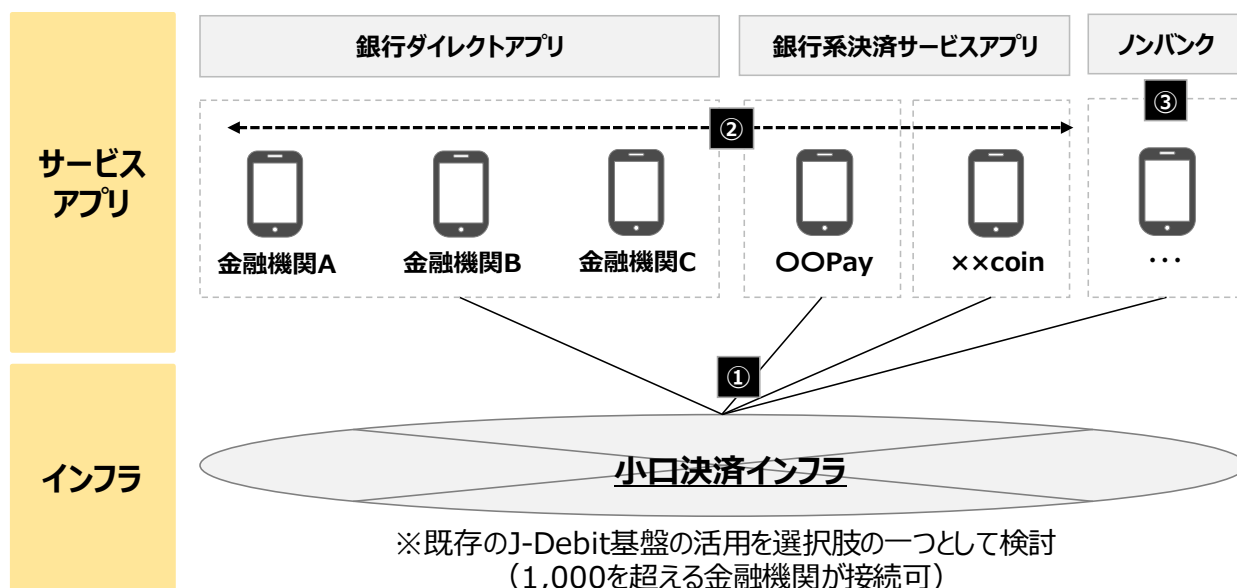 銀行ダイレクトアプリ
銀行系決済サービスアプリ
ノンバンク
サービス
アプリ
②
③
金融機関A
金融機関B
金融機関C
〇〇Pay
××coin
・・・
①
インフラ
小口決済インフラ
※既存のJ-Debit基盤の活用を選択肢の一つとして検討
（1,000を超える金融機関が接続可）